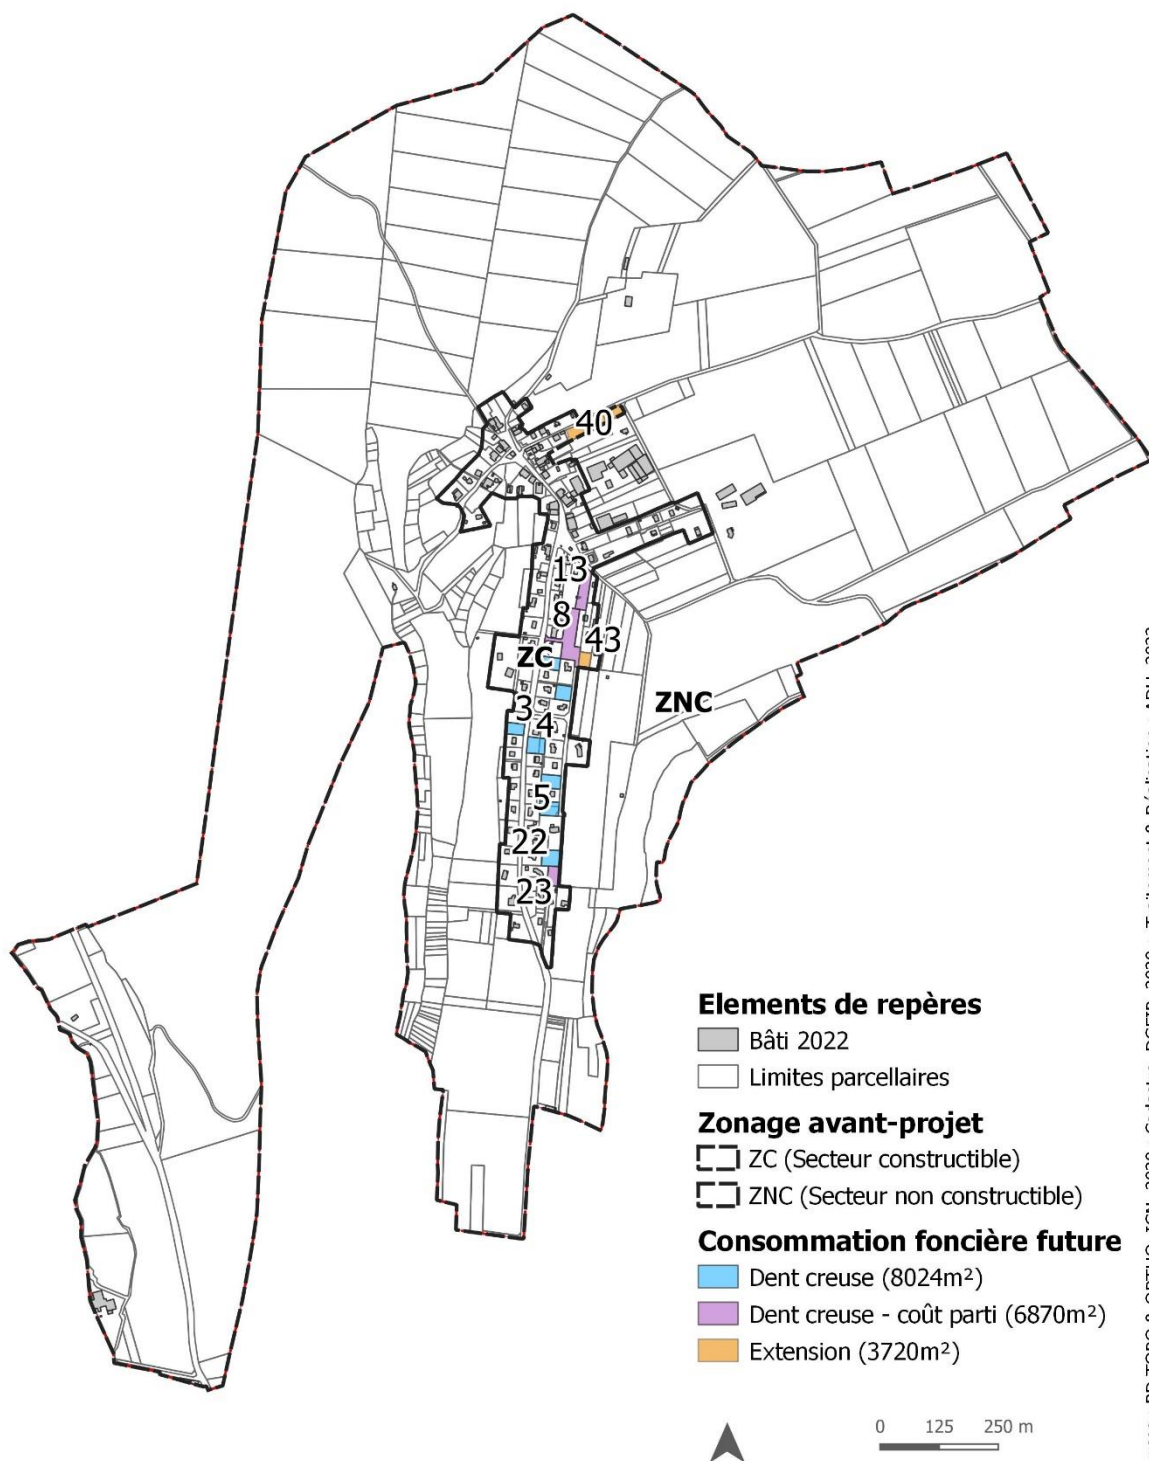 40
13
8
43
ZC
ZNC
3
4
5
22
23
Elements de repères
Bâti 2022
Limites parcellaires
Zonage avant-projet
ZC (Secteur constructible)
ZNC (Secteur non constructible)
Consommation foncière future
Dent creuse (8024m²)
Dent creuse - coût parti (6870m²)
Extension (3720m²)
0 125 250 m